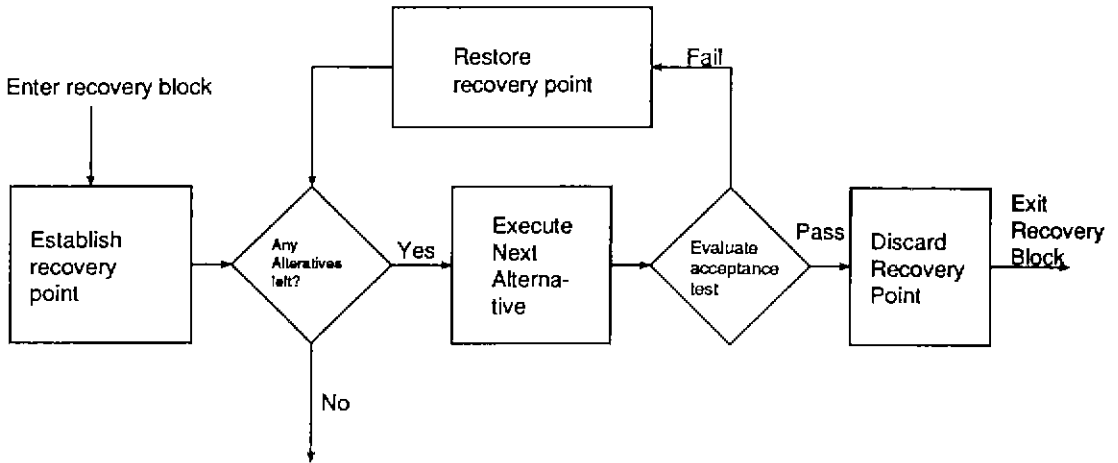 Restore
recovery point
Fail
Enter recovery block
Establish
recovery
point
Any
Alteratives
left?
Yes
Execute
Next
Alterna-
tive
Evaluate
acceptance
test
Pass
Discard
Recovery
Point
Exit
Recovery
Block
No